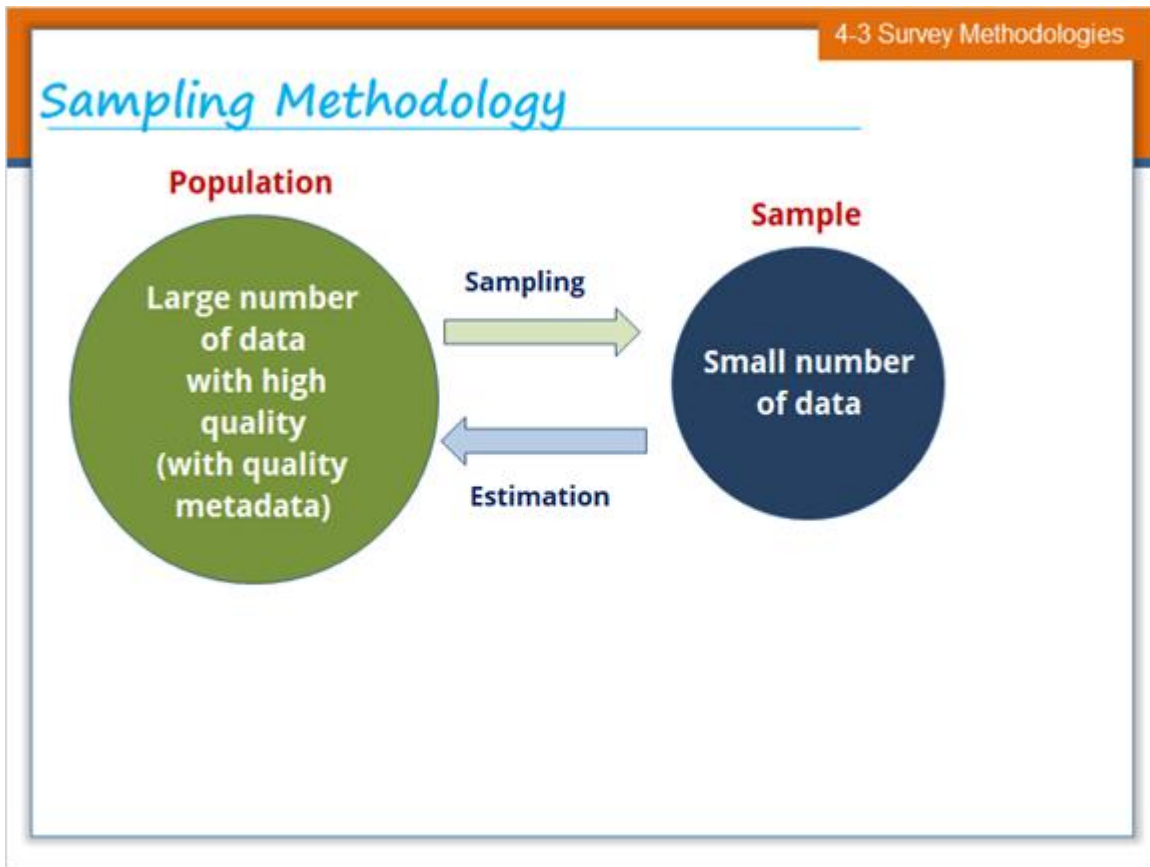 4-3 Survey Methodologies
Sampling Methodology
Population
Large number
of data
with high
quality
(with quality
metadata)
Sampling
Estimation
Sample
Small number
of data